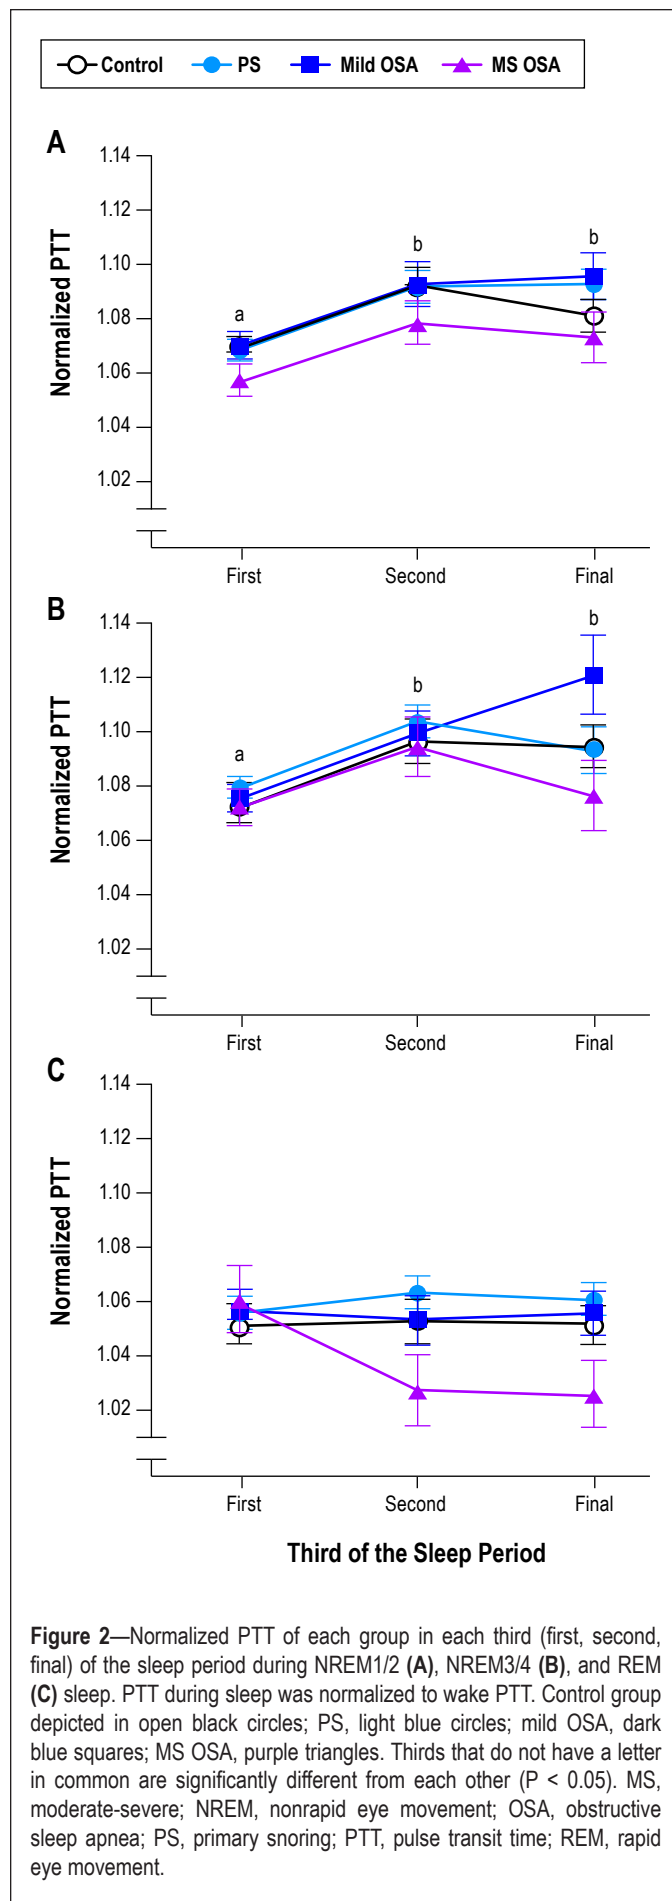 Control PS Mild OSA MS OSA
A
Normalized PTT
1.14
1.12
1.10
1.08
1.06
1.04
1.02
a
b
b
First Second Final
B
Normalized PTT
1.14
1.12
1.10
1.08
1.06
1.04
1.02
a
b
b
First Second Final
C
Normalized PTT
1.14
1.12
1.10
1.08
1.06
1.04
1.02
First Second Final
Third of the Sleep Period
Figure 2—Normalized PTT of each group in each third (first, second,
final) of the sleep period during NREM1/2 (A), NREM3/4 (B), and REM
(C) sleep. PTT during sleep was normalized to wake PTT. Control group
depicted in open black circles; PS, light blue circles; mild OSA, dark
blue squares; MS OSA, purple triangles. Thirds that do not have a letter
in common are significantly different from each other (P < 0.05). MS,
moderate-severe; NREM, nonrapid eye movement; OSA, obstructive
sleep apnea; PS, primary snoring; PTT, pulse transit time; REM, rapid
eye movement.